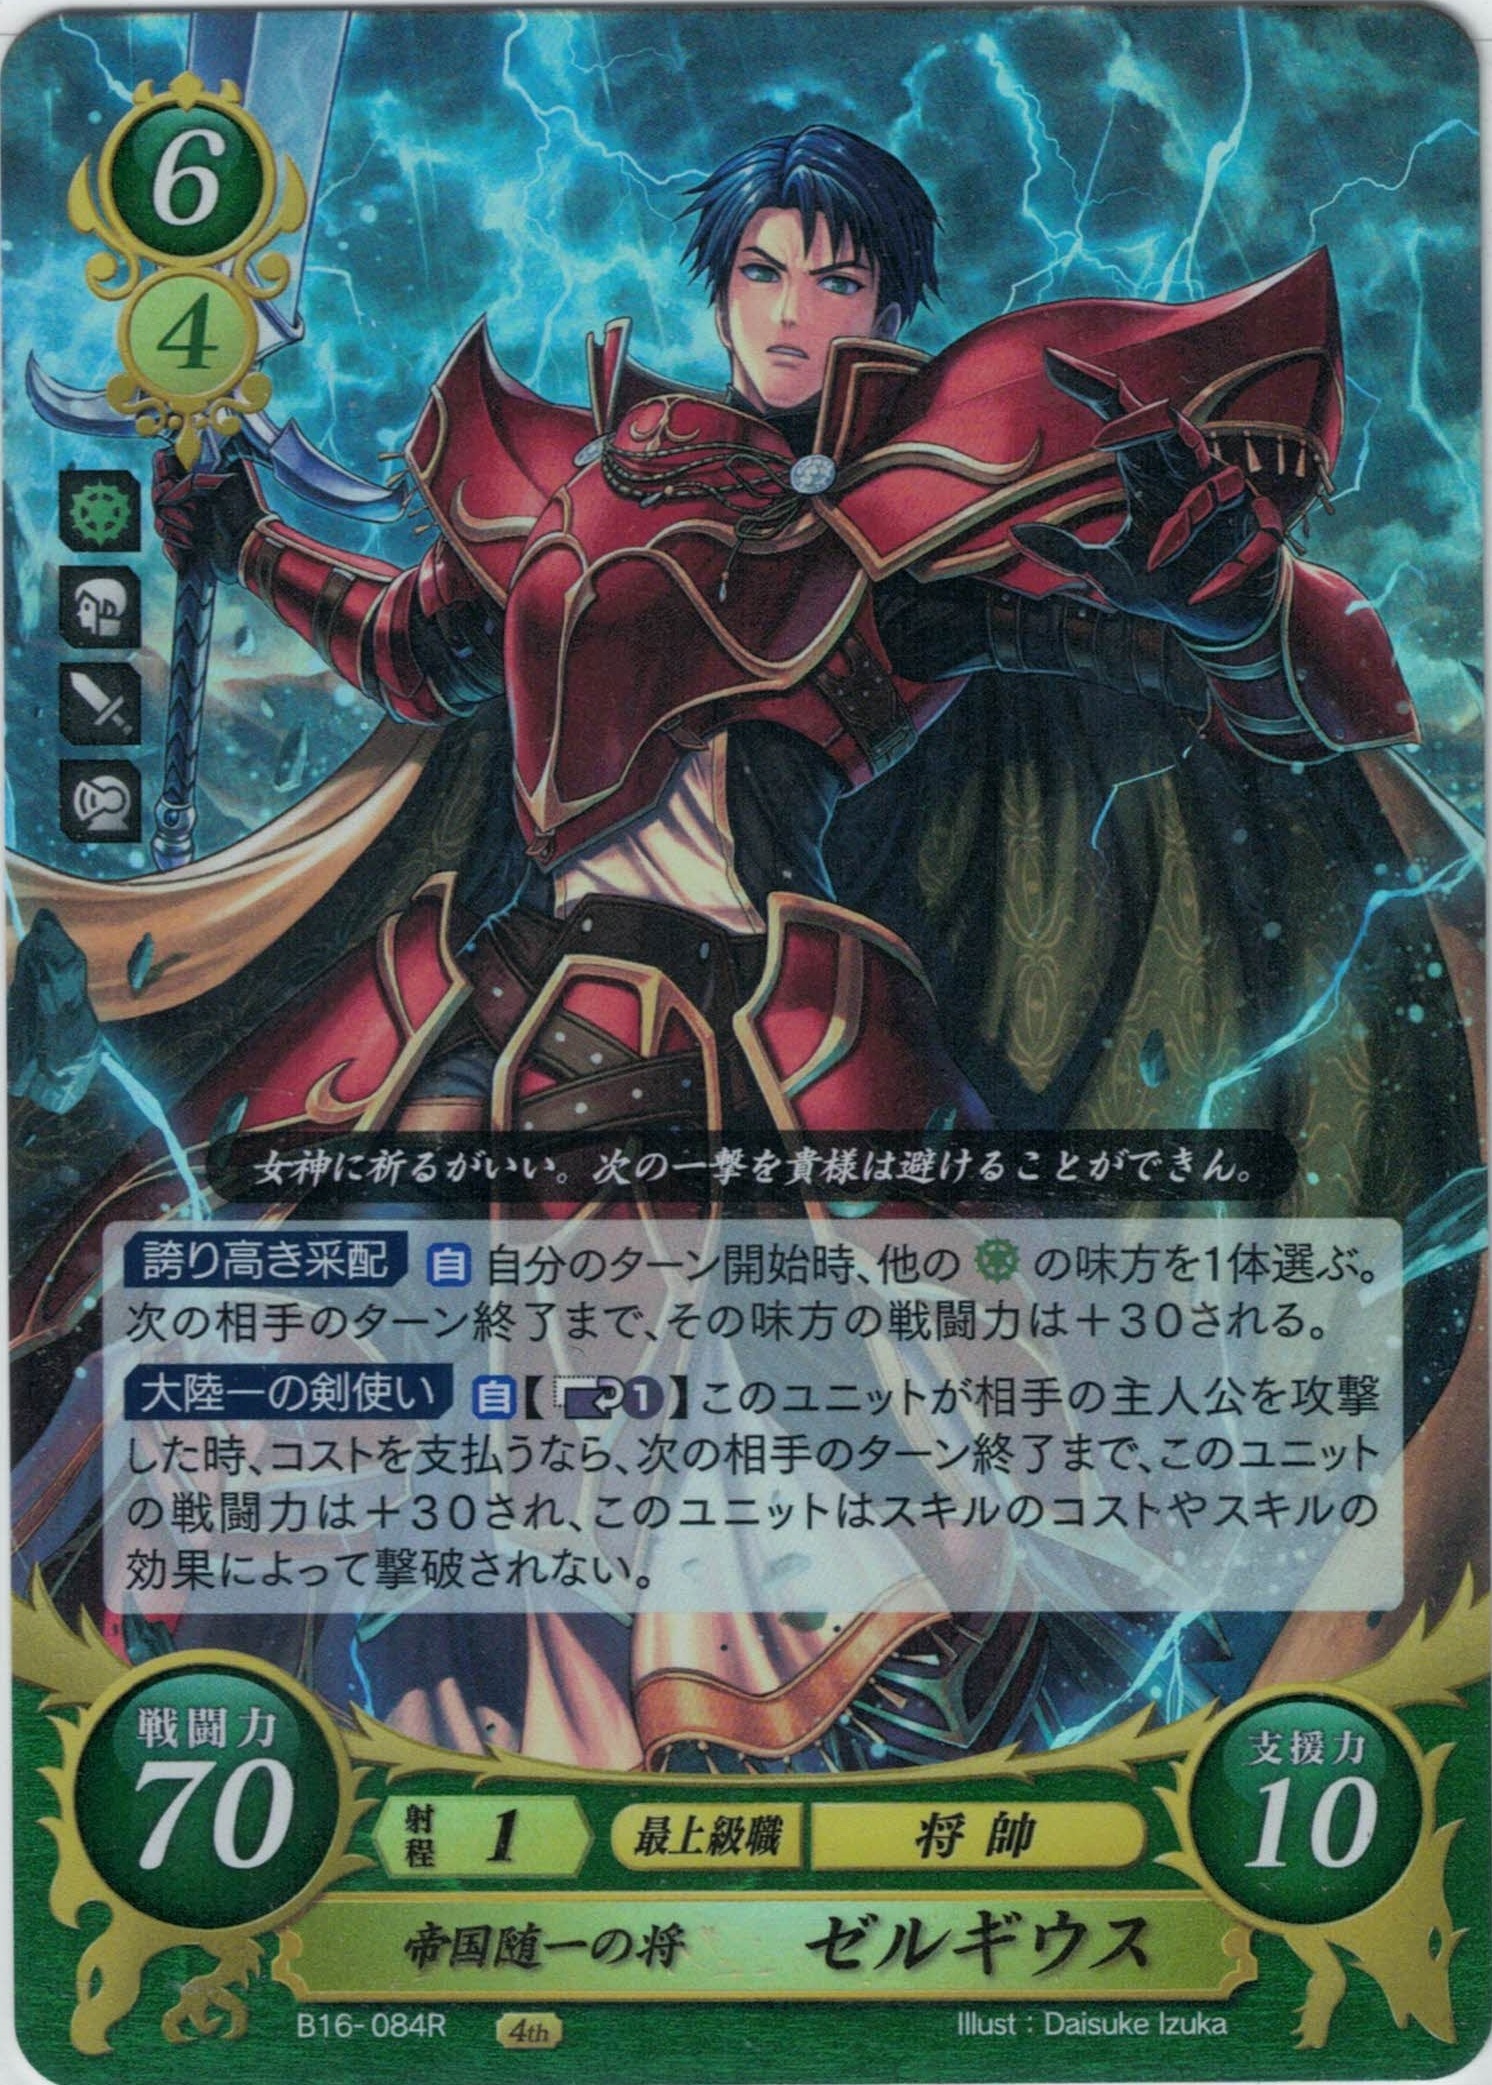 6
4
女神に祈るがいい。次の一撃を貴様は避けることができん。
誇り高き采配 自 自分のターン開始時、他の の味方を1体選ぶ。
次の相手のターン終了まで、その味方の戦闘力は+30される。
大陸一の剣使い 自【 1】このユニットが相手の主人公を攻撃
した時、コストを支払うなら、次の相手のターン終了まで、このユニット
の戦闘力は+30され、このユニットはスキルのコストやスキルの
効果によって撃破されない。
戦闘力
70
射程 1
最上級職
将帥
支援力
10
帝国随一の将 ゼルギウス
B16-084R 4th
Illust:Daisuke Izuka